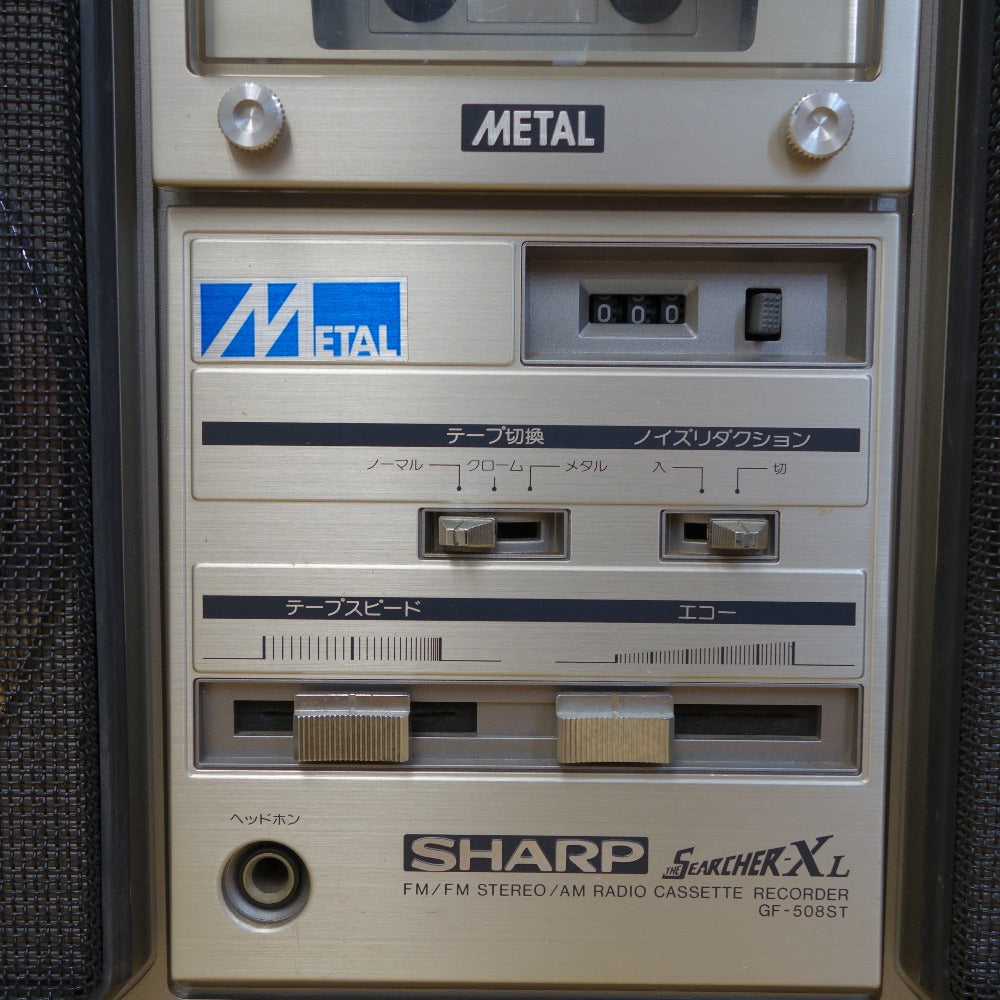 METAL
METAL
000
テープ切換 ノイズリダクション
ノーマル クローム メタル 入 切
テープスピード エコー
ヘッドホン
SHARP THE SEARCHER-XL
FM/FM STEREO/AM RADIO CASSETTE RECORDER
GF-508ST